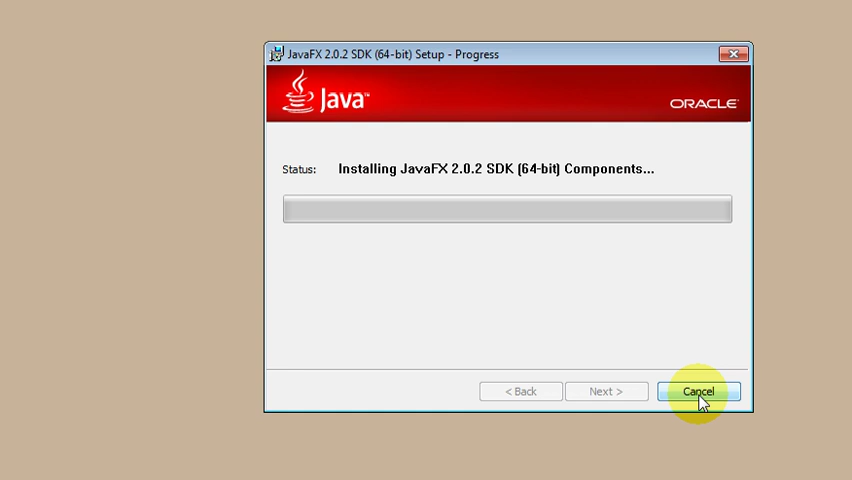 JavaFX 2.0.2 SDK (64-bit) Setup - Progress
Java™
ORACLE®
Status: Installing JavaFX 2.0.2 SDK (64-bit) Components...
< Back Next > Cancel